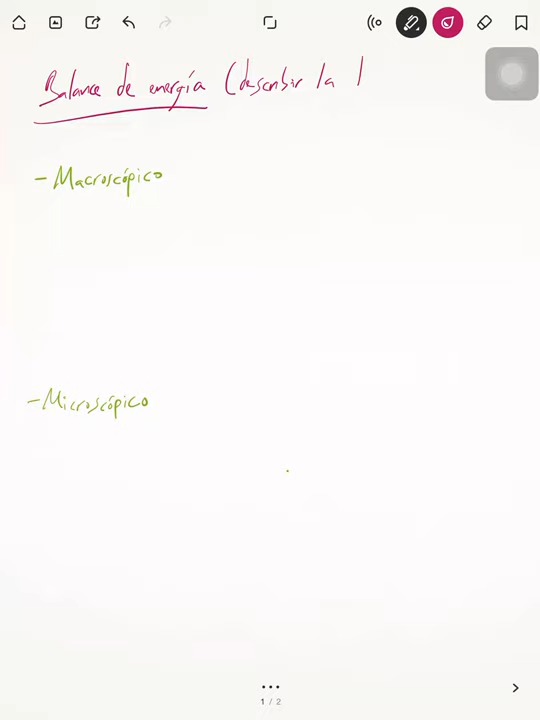 Balance de energía (describir la
- Macroscópico
- Microscópico
1 / 2